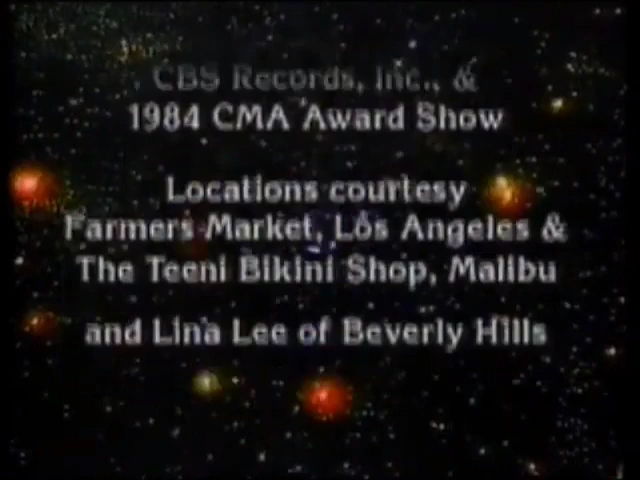 CBS Records, Inc., &
1984 CMA Award Show
Locations courtesy
Farmers Market, Los Angeles &
The Teeni Bikini Shop, Malibu
and Lina Lee of Beverly Hills